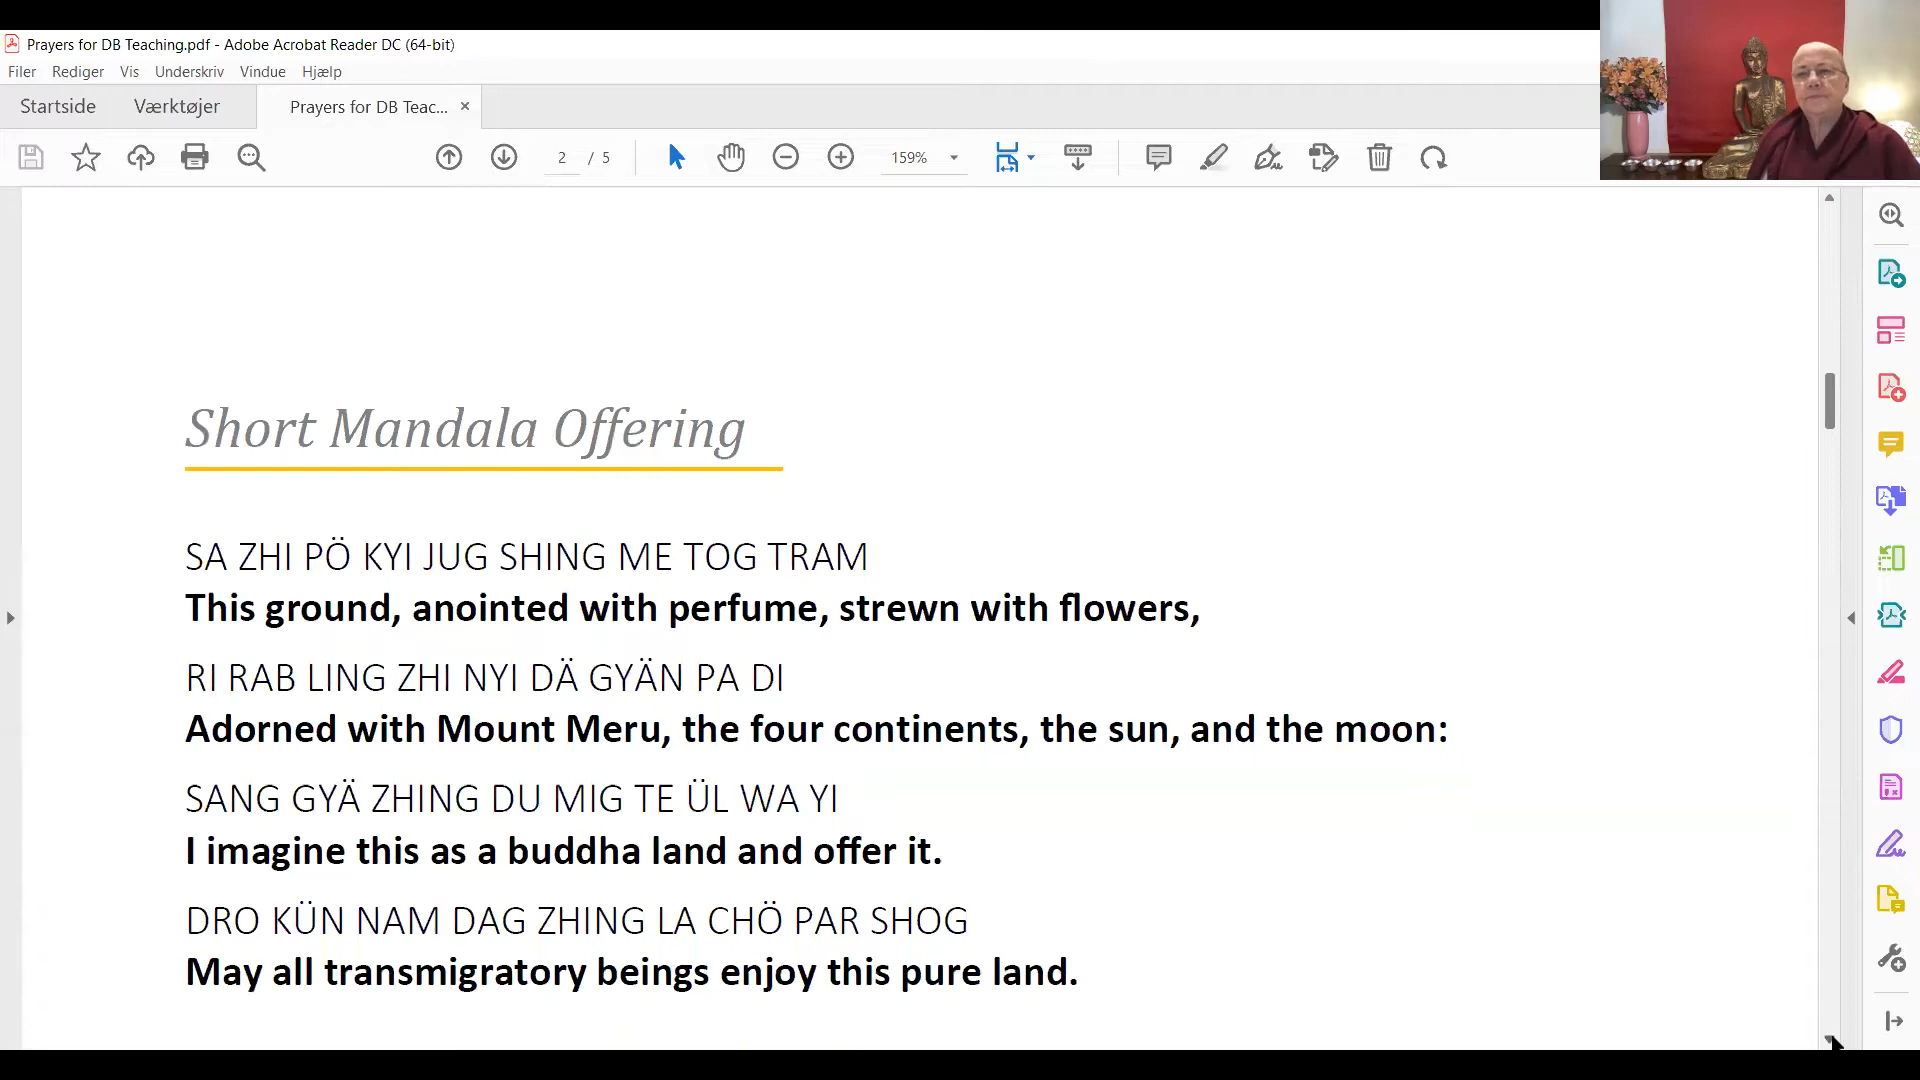 Prayers for DB Teaching.pdf - Adobe Acrobat Reader DC (64-bit)
Filer Rediger Vis Underskriv Vindue Hjælp
Startside Værktøjer Prayers for DB Teac... ×
2 / 5 159%
Short Mandala Offering
SA ZHI PÖ KYI JUG SHING ME TOG TRAM
This ground, anointed with perfume, strewn with flowers,
RI RAB LING ZHI NYI DÄ GYÄN PA DI
Adorned with Mount Meru, the four continents, the sun, and the moon:
SANG GYÄ ZHING DU MIG TE ÜL WA YI
I imagine this as a buddha land and offer it.
DRO KÜN NAM DAG ZHING LA CHÖ PAR SHOG
May all transmigratory beings enjoy this pure land.